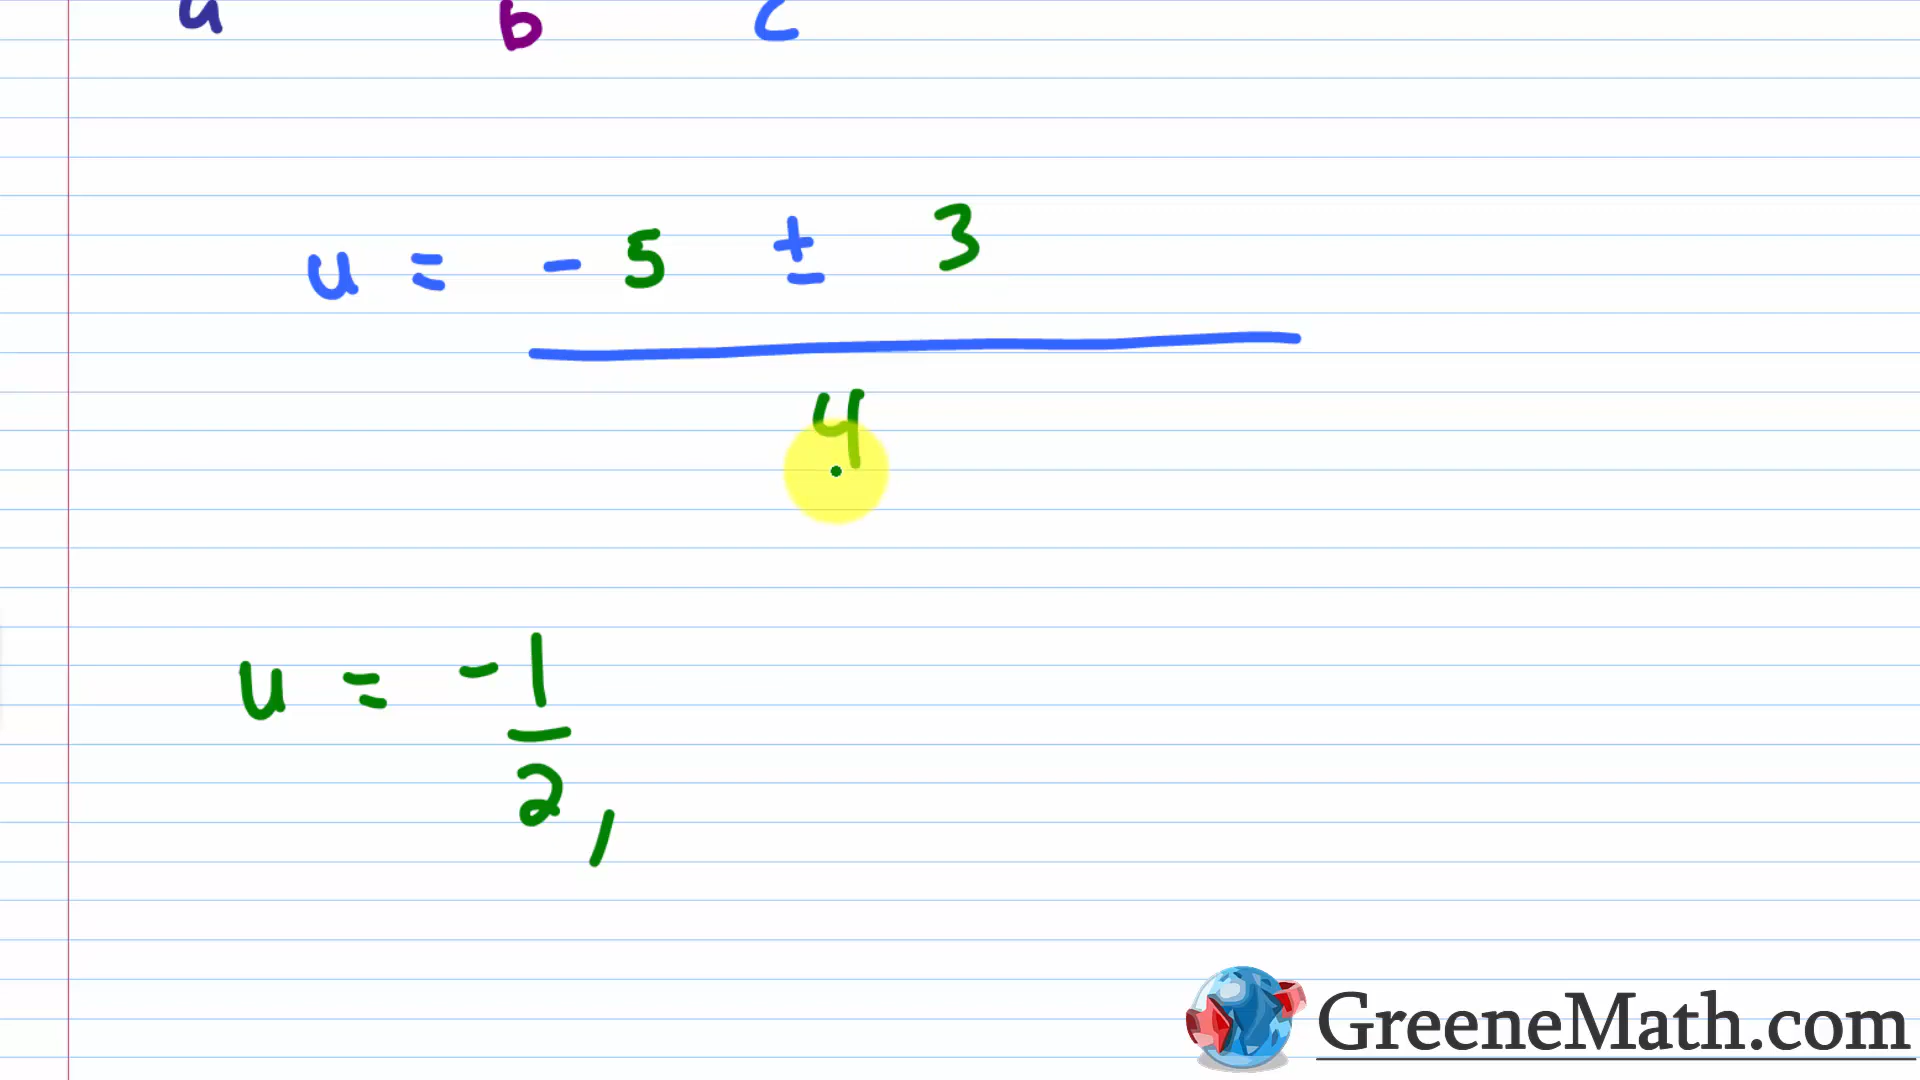 a b c
u = - 5 ± 3
4
u = - 1
2 ,
GreeneMath.com